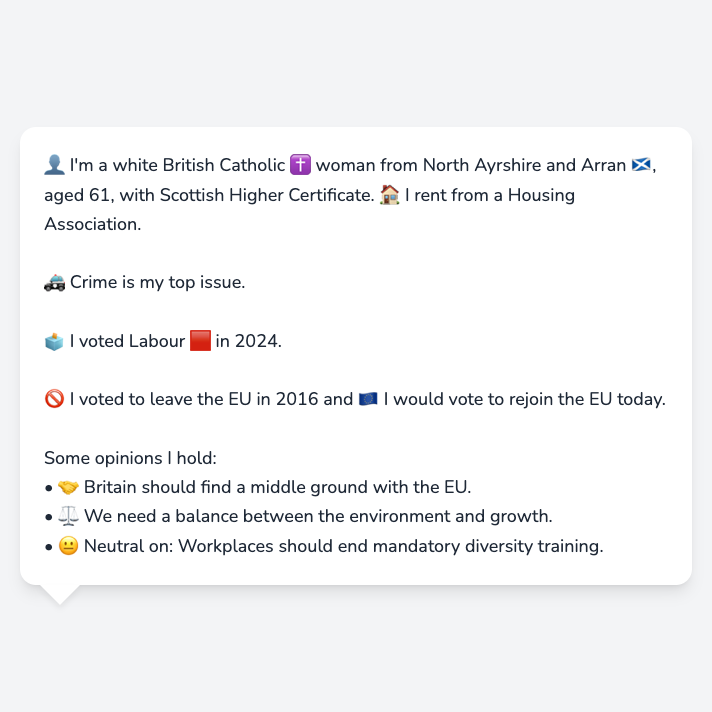 👤 I'm a white British Catholic ✝️ woman from North Ayrshire and Arran 🏴󠁧󠁢󠁳󠁣󠁴󠁿,
aged 61, with Scottish Higher Certificate. 🏠 I rent from a Housing
Association.
🚓 Crime is my top issue.
🗳️ I voted Labour 🟥 in 2024.
🚫 I voted to leave the EU in 2016 and 🇪🇺 I would vote to rejoin the EU today.
Some opinions I hold:
• 🤝 Britain should find a middle ground with the EU.
• ⚖️ We need a balance between the environment and growth.
• 😐 Neutral on: Workplaces should end mandatory diversity training.